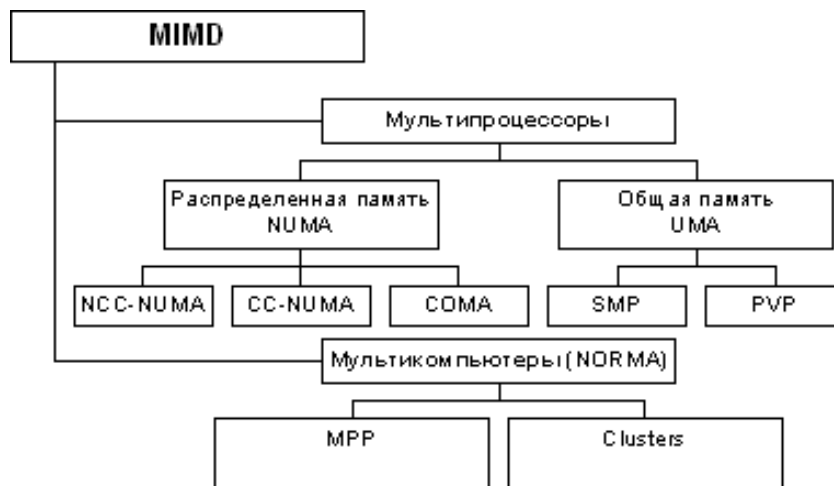 MIMD
Мультипроцессоры
Распределенная память
NUMA
Общая память
UMA
NCC-NUMA
CC-NUMA
COMA
SMP
PVP
Мультикомпьютеры (NORMA)
MPP
Clusters